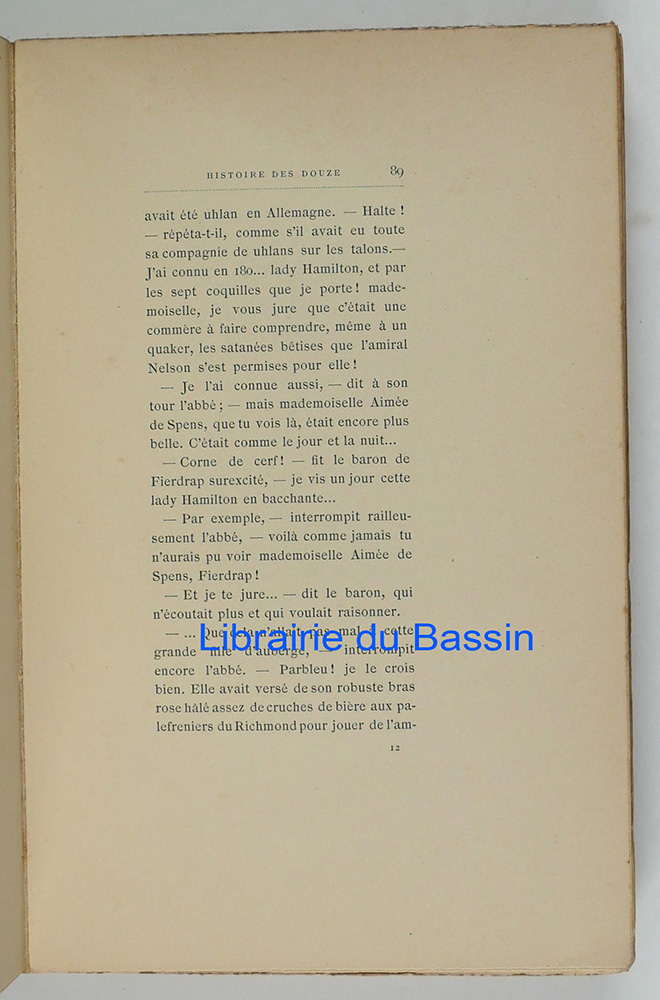 HISTOIRE DES DOUZE 89
avait été uhlan en Allemagne. — Halte !
— répéta-t-il, comme s'il avait eu toute
sa compagnie de uhlans sur les talons.—
J'ai connu en 180... lady Hamilton, et par
les sept coquilles que je porte ! made-
moiselle, je vous jure que c'était une
commère à faire comprendre, même à un
quaker, les satanées bêtises que l'amiral
Nelson s'est permises pour elle !
— Je l'ai connue aussi, — dit à son
tour l'abbé ; — mais mademoiselle Aimée
de Spens, que tu vois là, était encore plus
belle. C'était comme le jour et la nuit...
— Corne de cerf ! — fit le baron de
Fierdrap surexcité, — je vis un jour cette
lady Hamilton en bacchante...
— Par exemple, — interrompit railleu-
sement l'abbé, — voilà comme jamais tu
n'aurais pu voir mademoiselle Aimée de
Spens, Fierdrap !
— Et je te jure... — dit le baron, qui
n'écoutait plus et qui voulait raisonner.
— ... Que cela n'allait pas mal à cette
Librairie du Bassin
grande fille d'auberge, — interrompit
encore l'abbé. — Parbleu ! je le crois
bien. Elle avait versé de son robuste bras
rose hâlé assez de cruches de bière aux pa-
lefreniers du Richmond pour jouer de l'am-
12